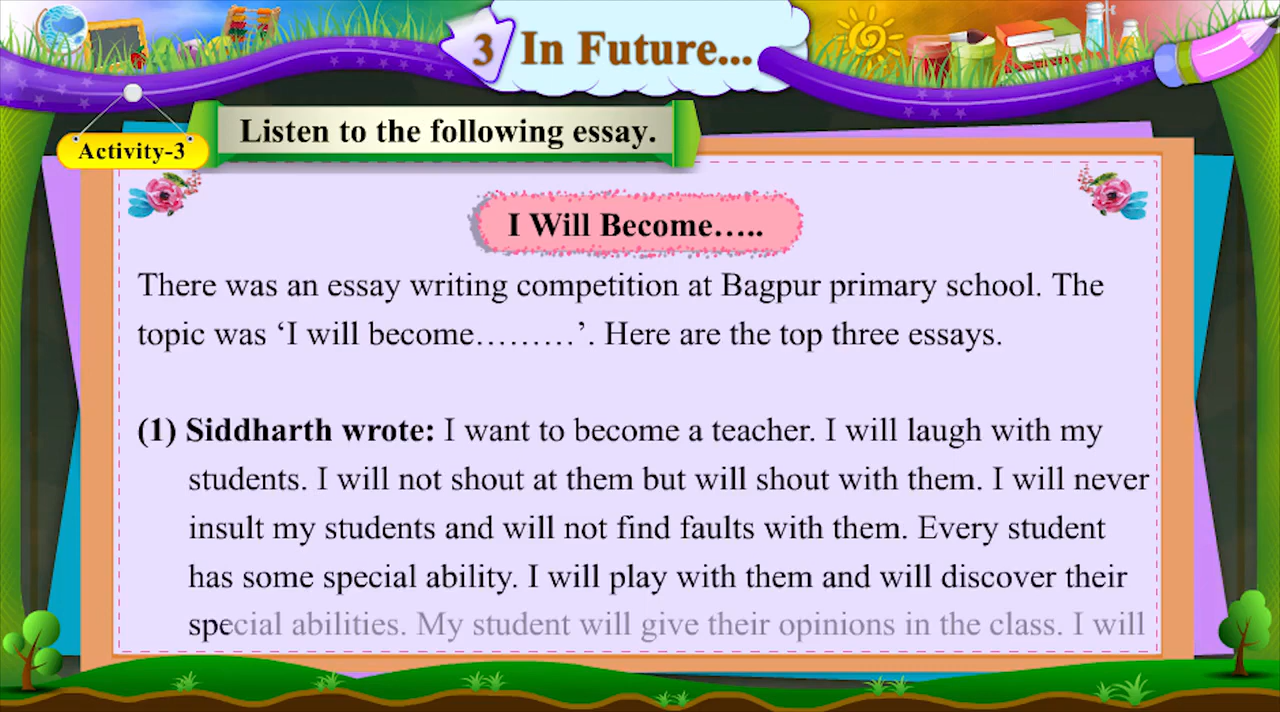 3 In Future...
Listen to the following essay.
Activity-3
I Will Become…..
There was an essay writing competition at Bagpur primary school. The
topic was ‘I will become………’. Here are the top three essays.
(1) Siddharth wrote: I want to become a teacher. I will laugh with my
students. I will not shout at them but will shout with them. I will never
insult my students and will not find faults with them. Every student
has some special ability. I will play with them and will discover their
special abilities. My student will give their opinions in the class. I will